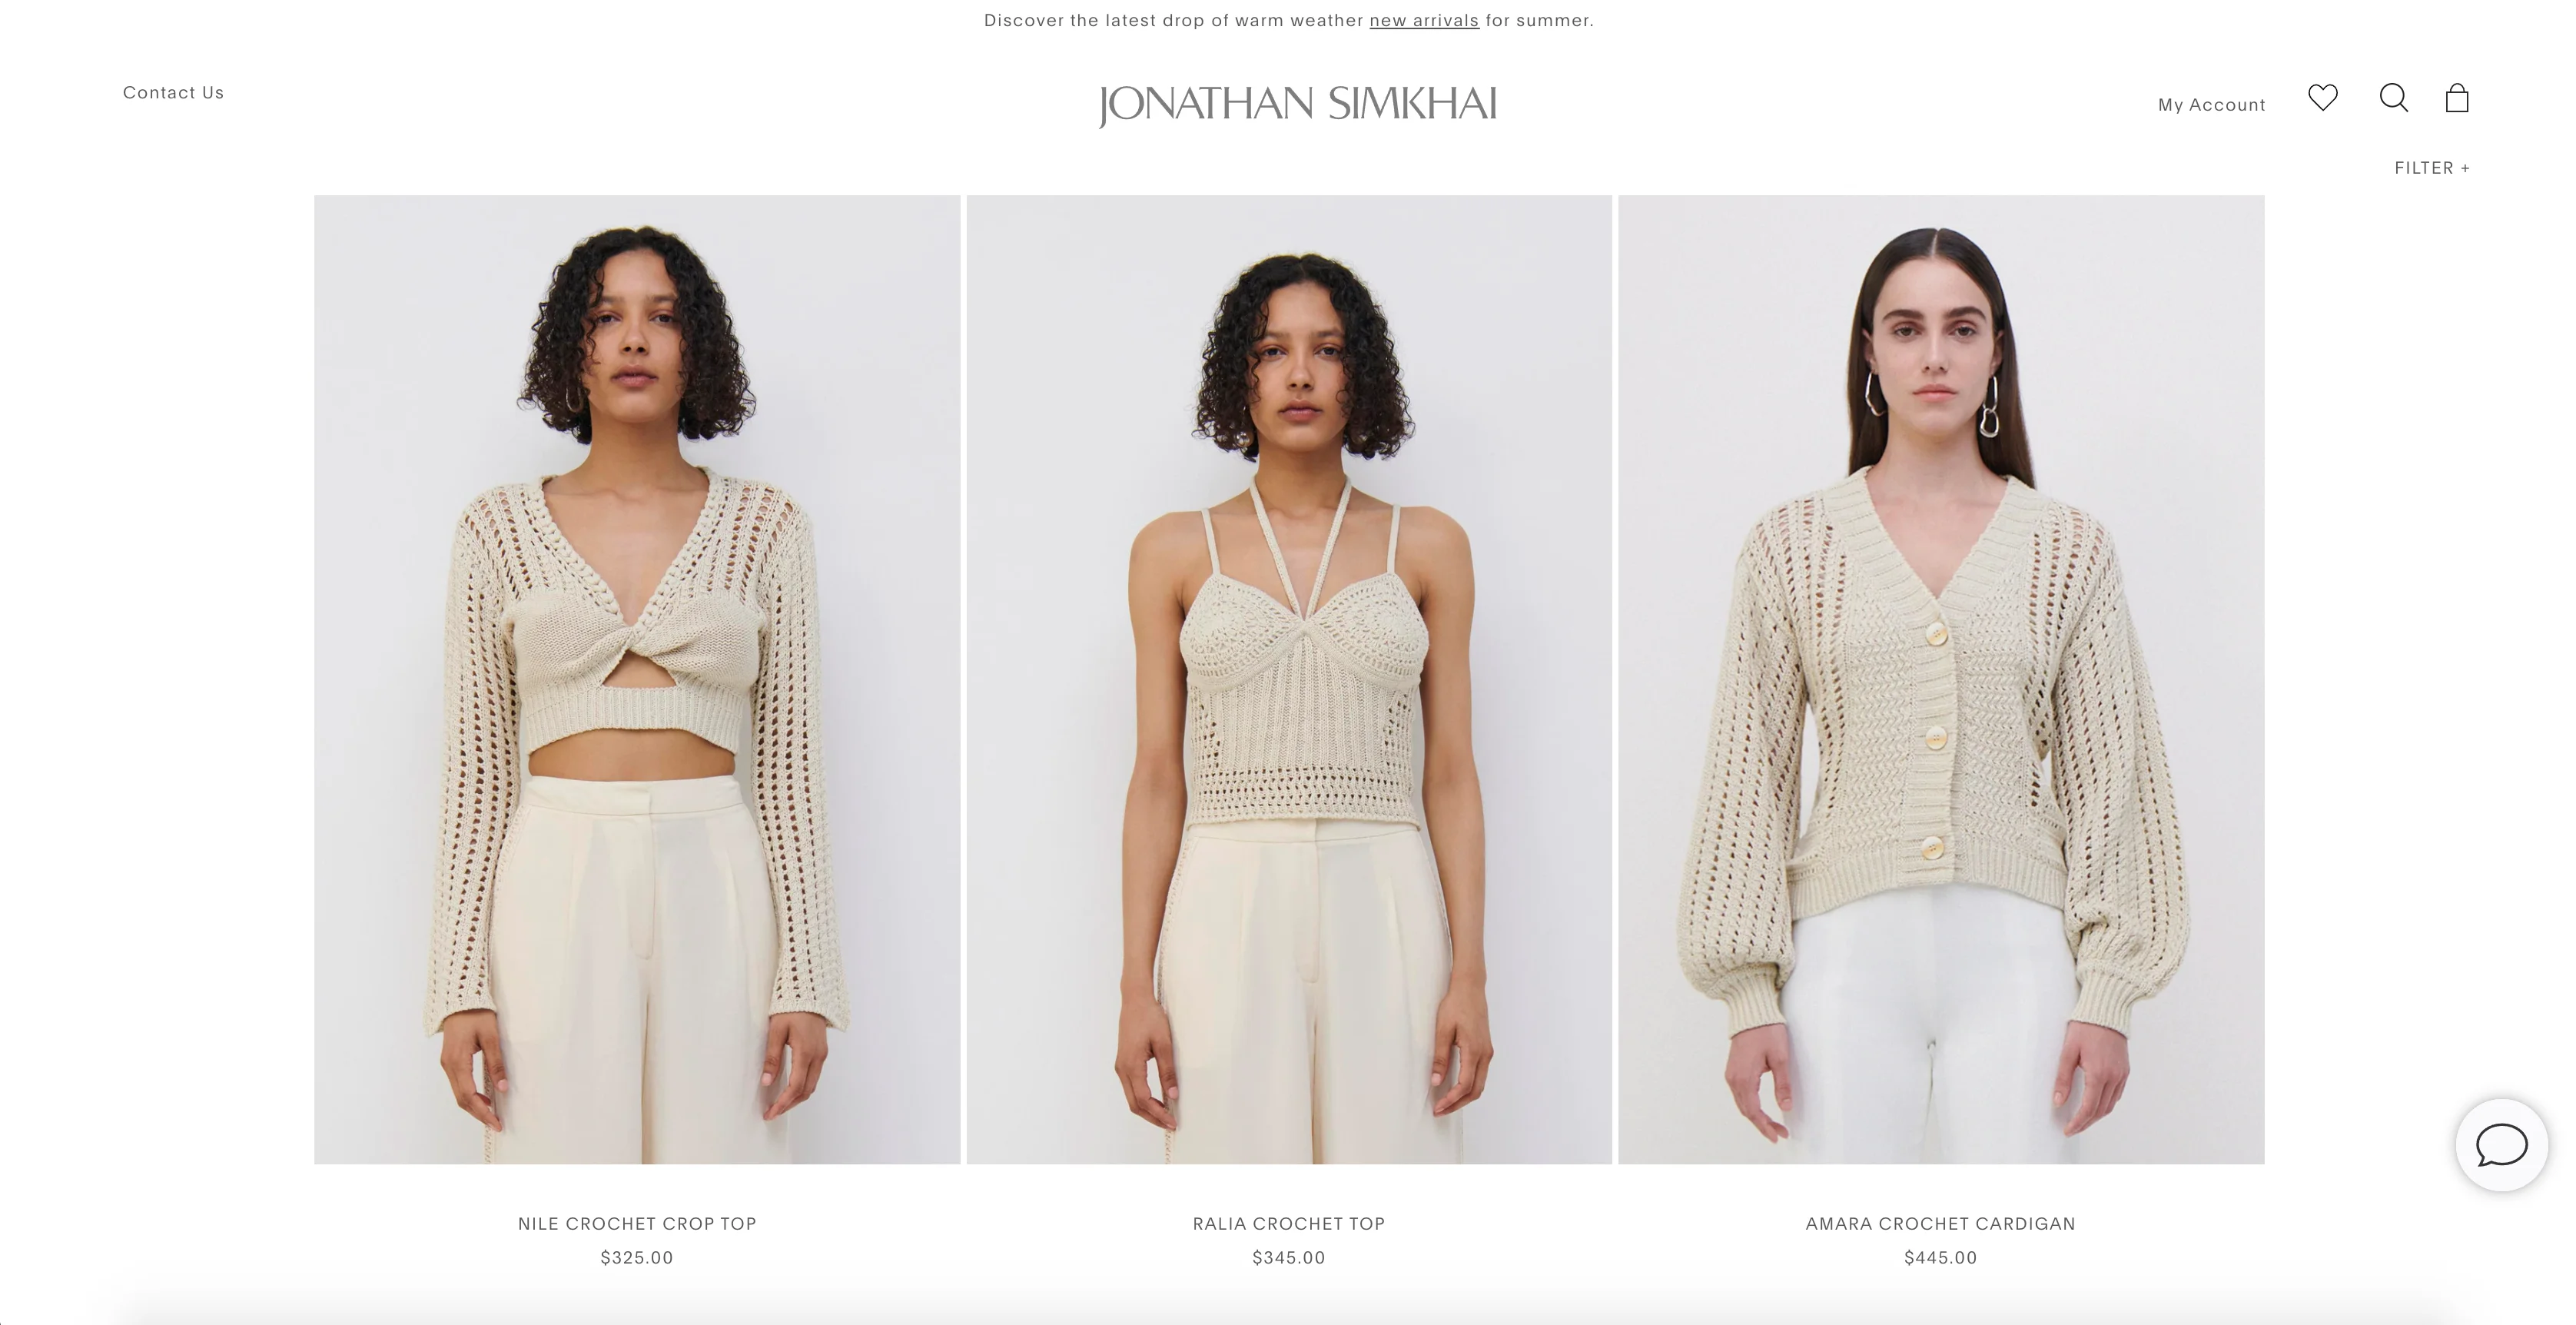 Discover the latest drop of warm weather new arrivals for summer.
Contact Us
JONATHAN SIMKHAI
My Account
FILTER +
NILE CROCHET CROP TOP
$325.00
RALIA CROCHET TOP
$345.00
AMARA CROCHET CARDIGAN
$445.00